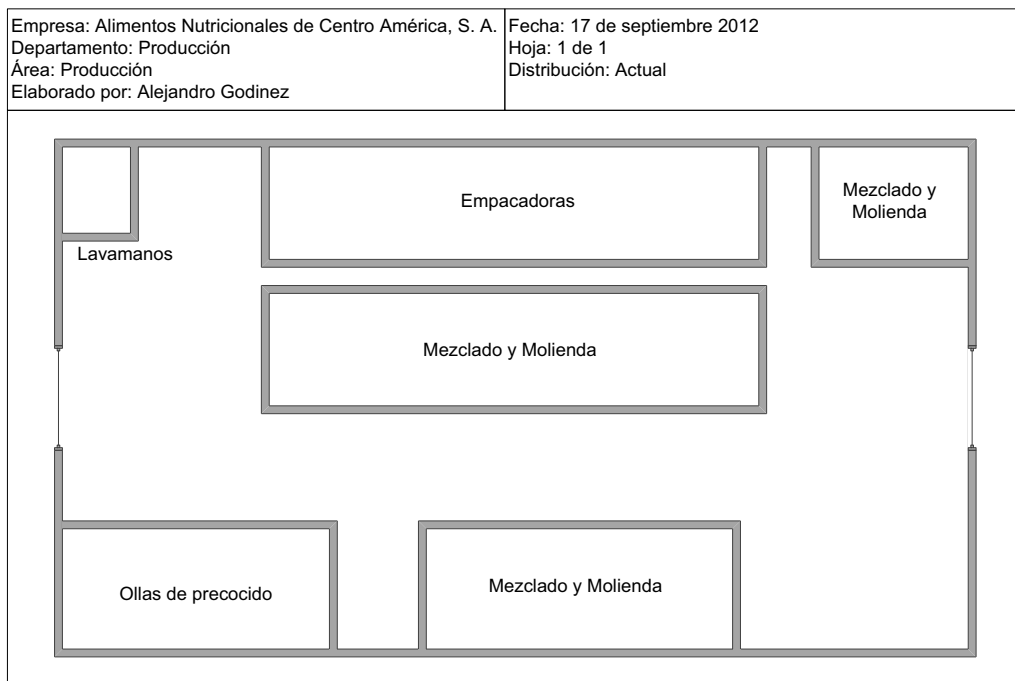 Empresa: Alimentos Nutricionales de Centro América, S. A.
Departamento: Producción
Área: Producción
Elaborado por: Alejandro Godinez
Fecha: 17 de septiembre 2012
Hoja: 1 de 1
Distribución: Actual
Empacadoras
Mezclado y
Molienda
Lavamanos
Mezclado y Molienda
Ollas de precocido
Mezclado y Molienda